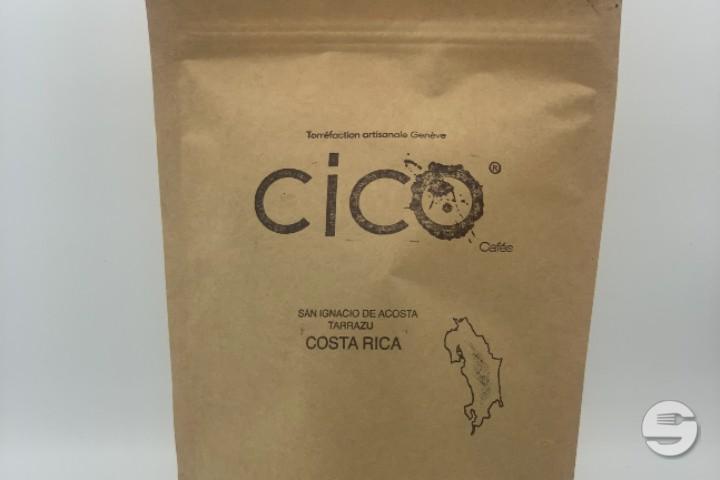 Torréfaction artisanale Genève
cico®
Cafés
SAN IGNACIO DE ACOSTA
TARRAZU
COSTA RICA
S